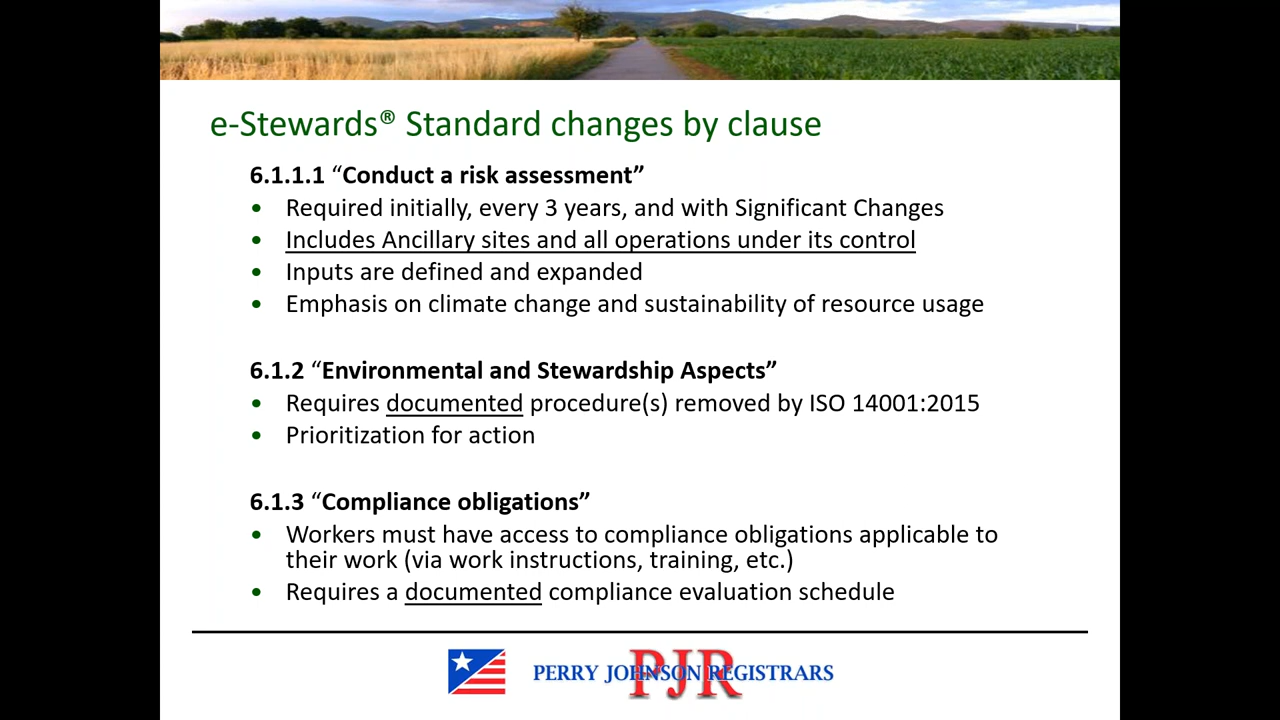 e-Stewards® Standard changes by clause
6.1.1.1 “Conduct a risk assessment”
• Required initially, every 3 years, and with Significant Changes
• Includes Ancillary sites and all operations under its control
• Inputs are defined and expanded
• Emphasis on climate change and sustainability of resource usage
6.1.2 “Environmental and Stewardship Aspects”
• Requires documented procedure(s) removed by ISO 14001:2015
• Prioritization for action
6.1.3 “Compliance obligations”
• Workers must have access to compliance obligations applicable to
their work (via work instructions, training, etc.)
• Requires a documented compliance evaluation schedule
PJR
PERRY JOHNSON REGISTRARS